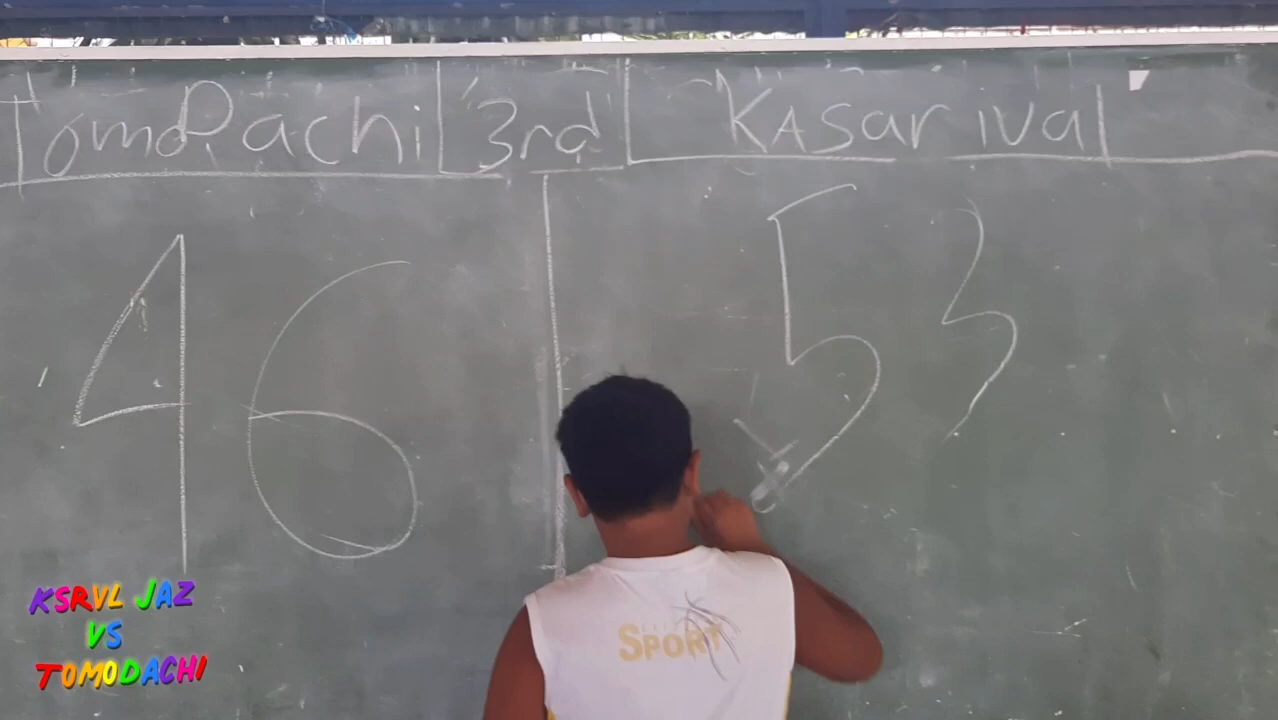 TomoDachi 3rd KASarival
46 53
SPORT
KSRVL JAZ
VS
TOMODACHI